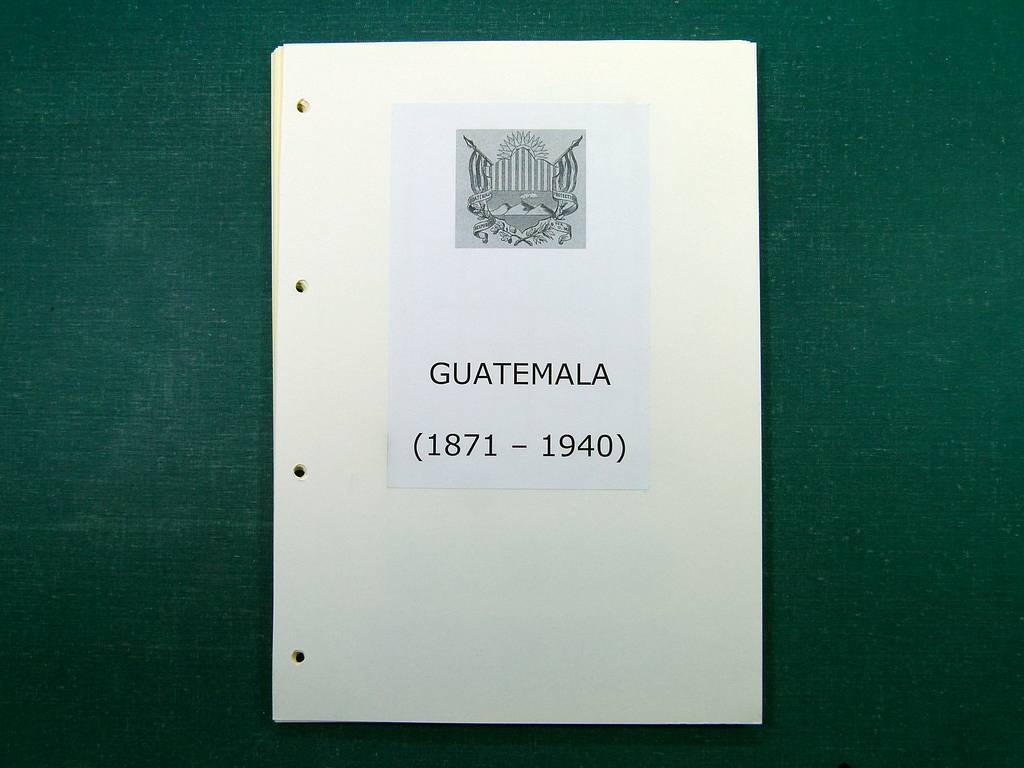 GUATEMALA
(1871 – 1940)